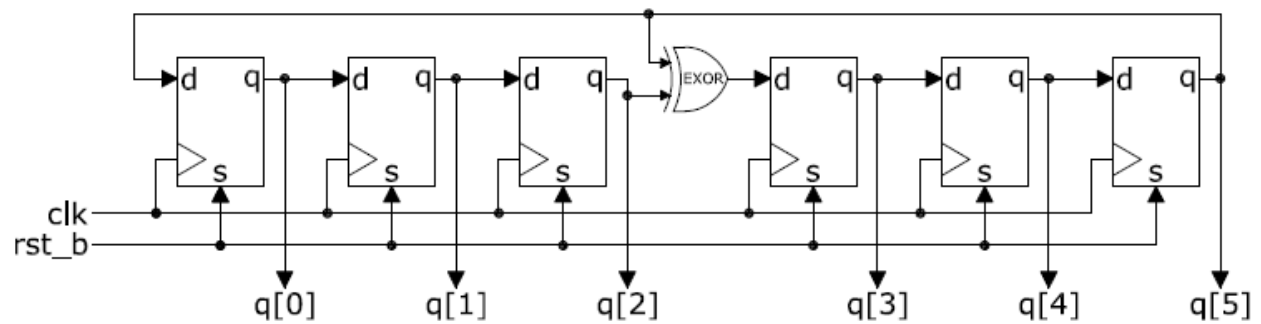 EXOR
d q d q d q d q d q d q
s s s s s s
clk
rst_b
q[0] q[1] q[2] q[3] q[4] q[5]